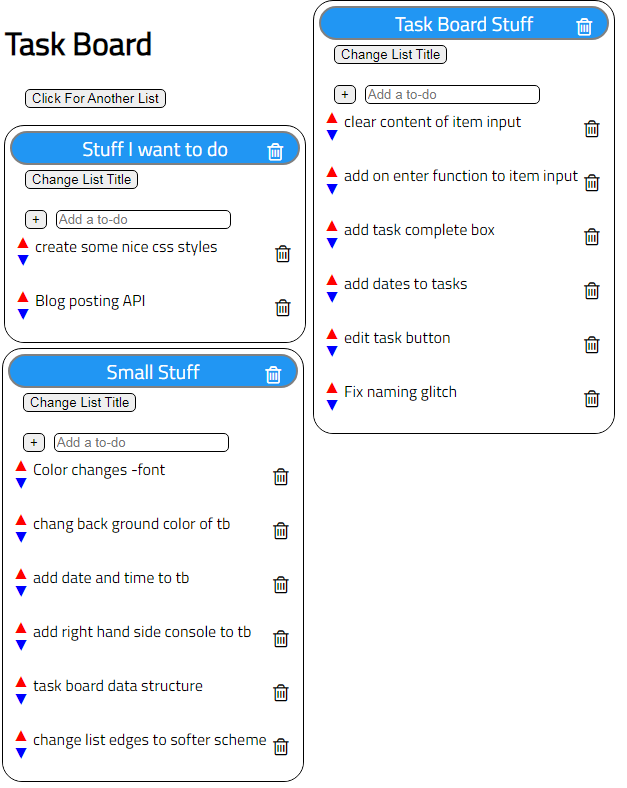 Task Board
Click For Another List
Stuff I want to do
Change List Title
+ Add a to-do
create some nice css styles
Blog posting API
Small Stuff
Change List Title
+ Add a to-do
Color changes -font
chang back ground color of tb
add date and time to tb
add right hand side console to tb
task board data structure
change list edges to softer scheme
Task Board Stuff
Change List Title
+ Add a to-do
clear content of item input
add on enter function to item input
add task complete box
add dates to tasks
edit task button
Fix naming glitch